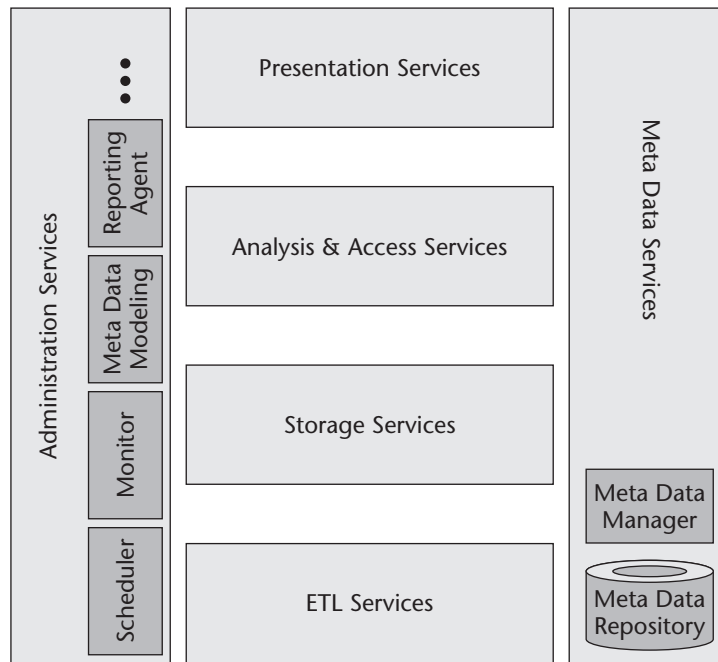 Administration Services
Reporting
Agent
Meta Data
Modeling
Monitor
Scheduler
Presentation Services
Analysis & Access Services
Storage Services
ETL Services
Meta Data Services
Meta Data
Manager
Meta Data
Repository